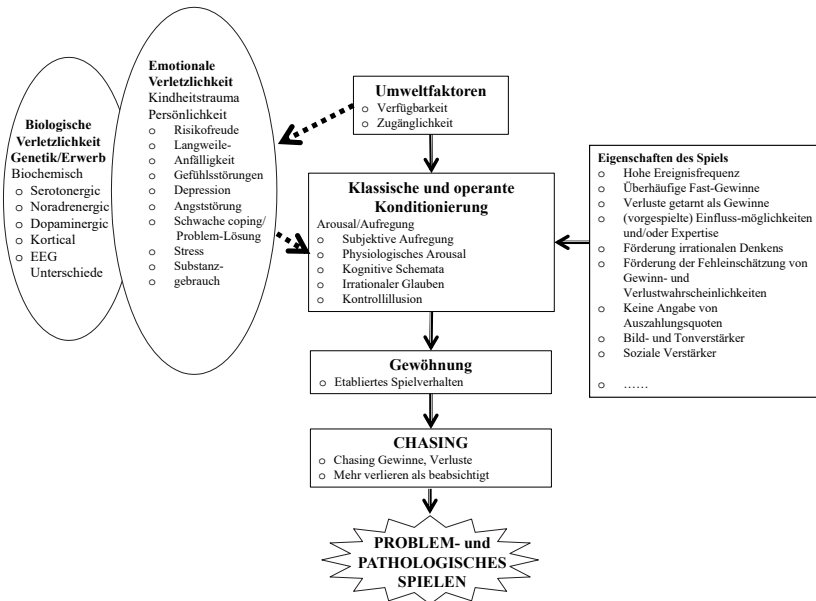 Biologische
Verletzlichkeit
Genetik/Erwerb
Biochemisch
o Serotonergic
o Noradrenergic
o Dopaminergic
o Kortical
o EEG
Unterschiede
Emotionale
Verletzlichkeit
Kindheitstrauma
Persönlichkeit
o Risikofreude
o Langweile-
o Anfälligkeit
o Gefühlsstörungen
o Depression
o Angststörung
o Schwache coping/
Problem-Lösung
o Stress
o Substanz-
o gebrauch
Umweltfaktoren
o Verfügbarkeit
o Zugänglichkeit
Klassische und operante
Konditionierung
Arousal/Aufregung
o Subjektive Aufregung
o Physiologisches Arousal
o Kognitive Schemata
o Irrationaler Glauben
o Kontrollillusion
Eigenschaften des Spiels
o Hohe Ereignisfrequenz
o Überhäufige Fast-Gewinne
o Verluste getarnt als Gewinne
o (vorgespielte) Einfluss-möglichkeiten
und/oder Expertise
o Förderung irrationalen Denkens
o Förderung der Fehleinschätzung von
Gewinn- und
Verlustwahrscheinlichkeiten
o Keine Angabe von
Auszahlungsquoten
o Bild- und Tonverstärker
o Soziale Verstärker
o ……
Gewöhnung
o Etabliertes Spielverhalten
CHASING
o Chasing Gewinne, Verluste
o Mehr verlieren als beabsichtigt
PROBLEM- und
PATHOLOGISCHES
SPIELEN